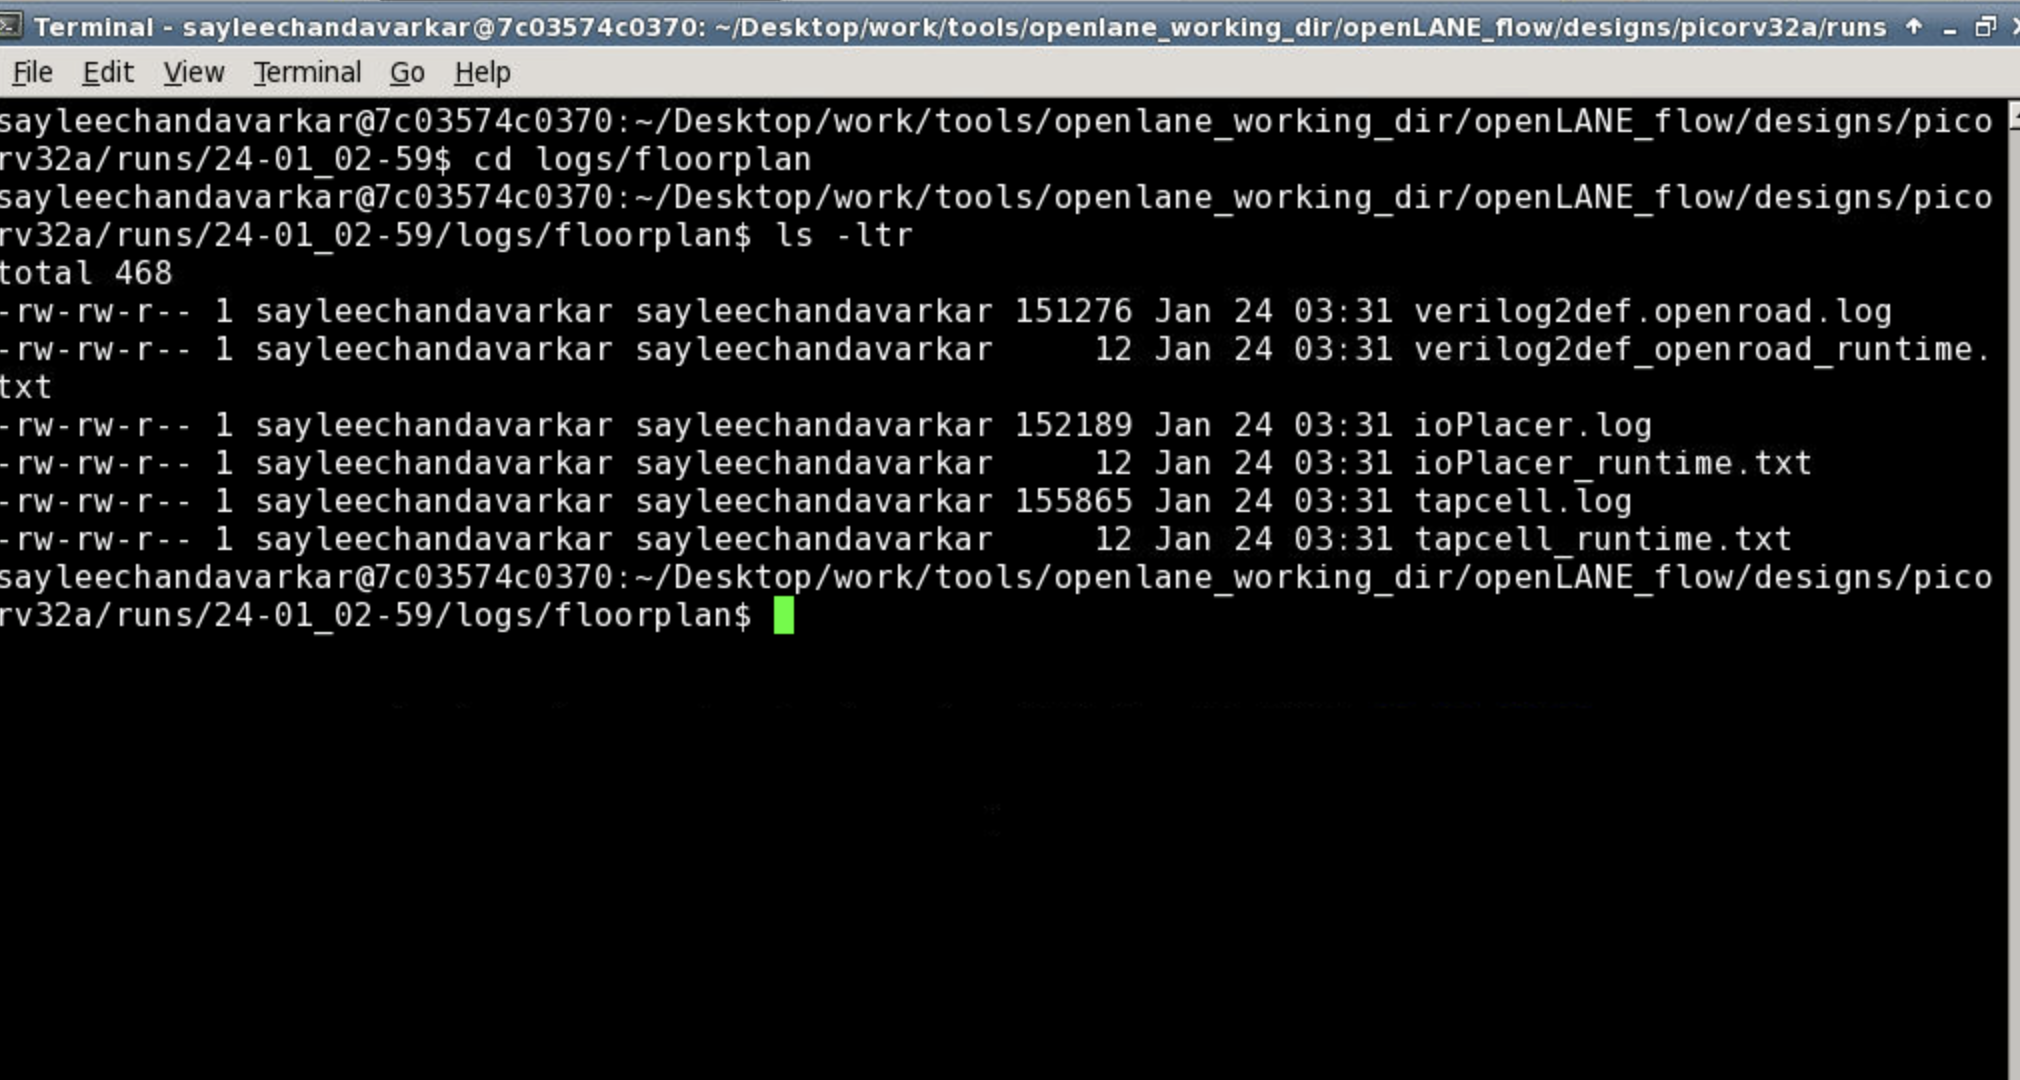 Terminal - sayleechandavarkar@7c03574c0370: ~/Desktop/work/tools/openlane_working_dir/openLANE_flow/designs/picorv32a/runs
File Edit View Terminal Go Help
sayleechandavarkar@7c03574c0370:~/Desktop/work/tools/openlane_working_dir/openLANE_flow/designs/pico
rv32a/runs/24-01_02-59$ cd logs/floorplan
sayleechandavarkar@7c03574c0370:~/Desktop/work/tools/openlane_working_dir/openLANE_flow/designs/pico
rv32a/runs/24-01_02-59/logs/floorplan$ ls -ltr
total 468
-rw-rw-r-- 1 sayleechandavarkar sayleechandavarkar 151276 Jan 24 03:31 verilog2def.openroad.log
-rw-rw-r-- 1 sayleechandavarkar sayleechandavarkar     12 Jan 24 03:31 verilog2def_openroad_runtime.
txt
-rw-rw-r-- 1 sayleechandavarkar sayleechandavarkar 152189 Jan 24 03:31 ioPlacer.log
-rw-rw-r-- 1 sayleechandavarkar sayleechandavarkar     12 Jan 24 03:31 ioPlacer_runtime.txt
-rw-rw-r-- 1 sayleechandavarkar sayleechandavarkar 155865 Jan 24 03:31 tapcell.log
-rw-rw-r-- 1 sayleechandavarkar sayleechandavarkar     12 Jan 24 03:31 tapcell_runtime.txt
sayleechandavarkar@7c03574c0370:~/Desktop/work/tools/openlane_working_dir/openLANE_flow/designs/pico
rv32a/runs/24-01_02-59/logs/floorplan$